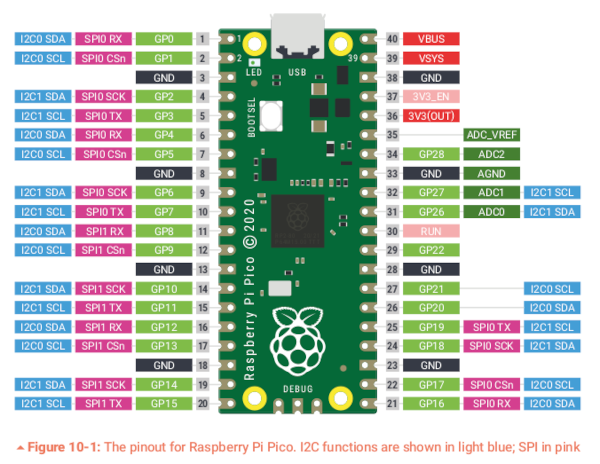 I2C0 SDA SPI0 RX GP0 1 1 40 VBUS
I2C0 SCL SPI0 CSn GP1 2 2 39 39 VSYS
GND 3 LED USB 38 GND
I2C1 SDA SPI0 SCK GP2 4 37 3V3_EN
I2C1 SCL SPI0 TX GP3 5 BOOTSEL 36 3V3(OUT)
I2C0 SDA SPI0 RX GP4 6 35 ADC_VREF
I2C0 SCL SPI0 CSn GP5 7 34 GP28 ADC2
GND 8 33 GND AGND
I2C1 SDA SPI0 SCK GP6 9 32 GP27 ADC1 I2C1 SCL
I2C1 SCL SPI0 TX GP7 10 31 GP26 ADC0 I2C1 SDA
I2C0 SDA SPI1 RX GP8 11 30 RUN
I2C0 SCL SPI1 CSn GP9 12 29 GP22
GND 13 28 GND
I2C1 SDA SPI1 SCK GP10 14 27 GP21 I2C0 SCL
I2C1 SCL SPI1 TX GP11 15 26 GP20 I2C0 SDA
I2C0 SDA SPI1 RX GP12 16 25 GP19 SPI0 TX I2C1 SCL
I2C0 SCL SPI1 CSn GP13 17 24 GP18 SPI0 SCK I2C1 SDA
GND 18 23 GND
I2C1 SDA SPI1 SCK GP14 19 DEBUG 22 GP17 SPI0 CSn I2C0 SCL
I2C1 SCL SPI1 TX GP15 20 21 GP16 SPI0 RX I2C0 SDA
Raspberry Pi Pico © 2020
Figure 10-1: The pinout for Raspberry Pi Pico. I2C functions are shown in light blue; SPI in pink